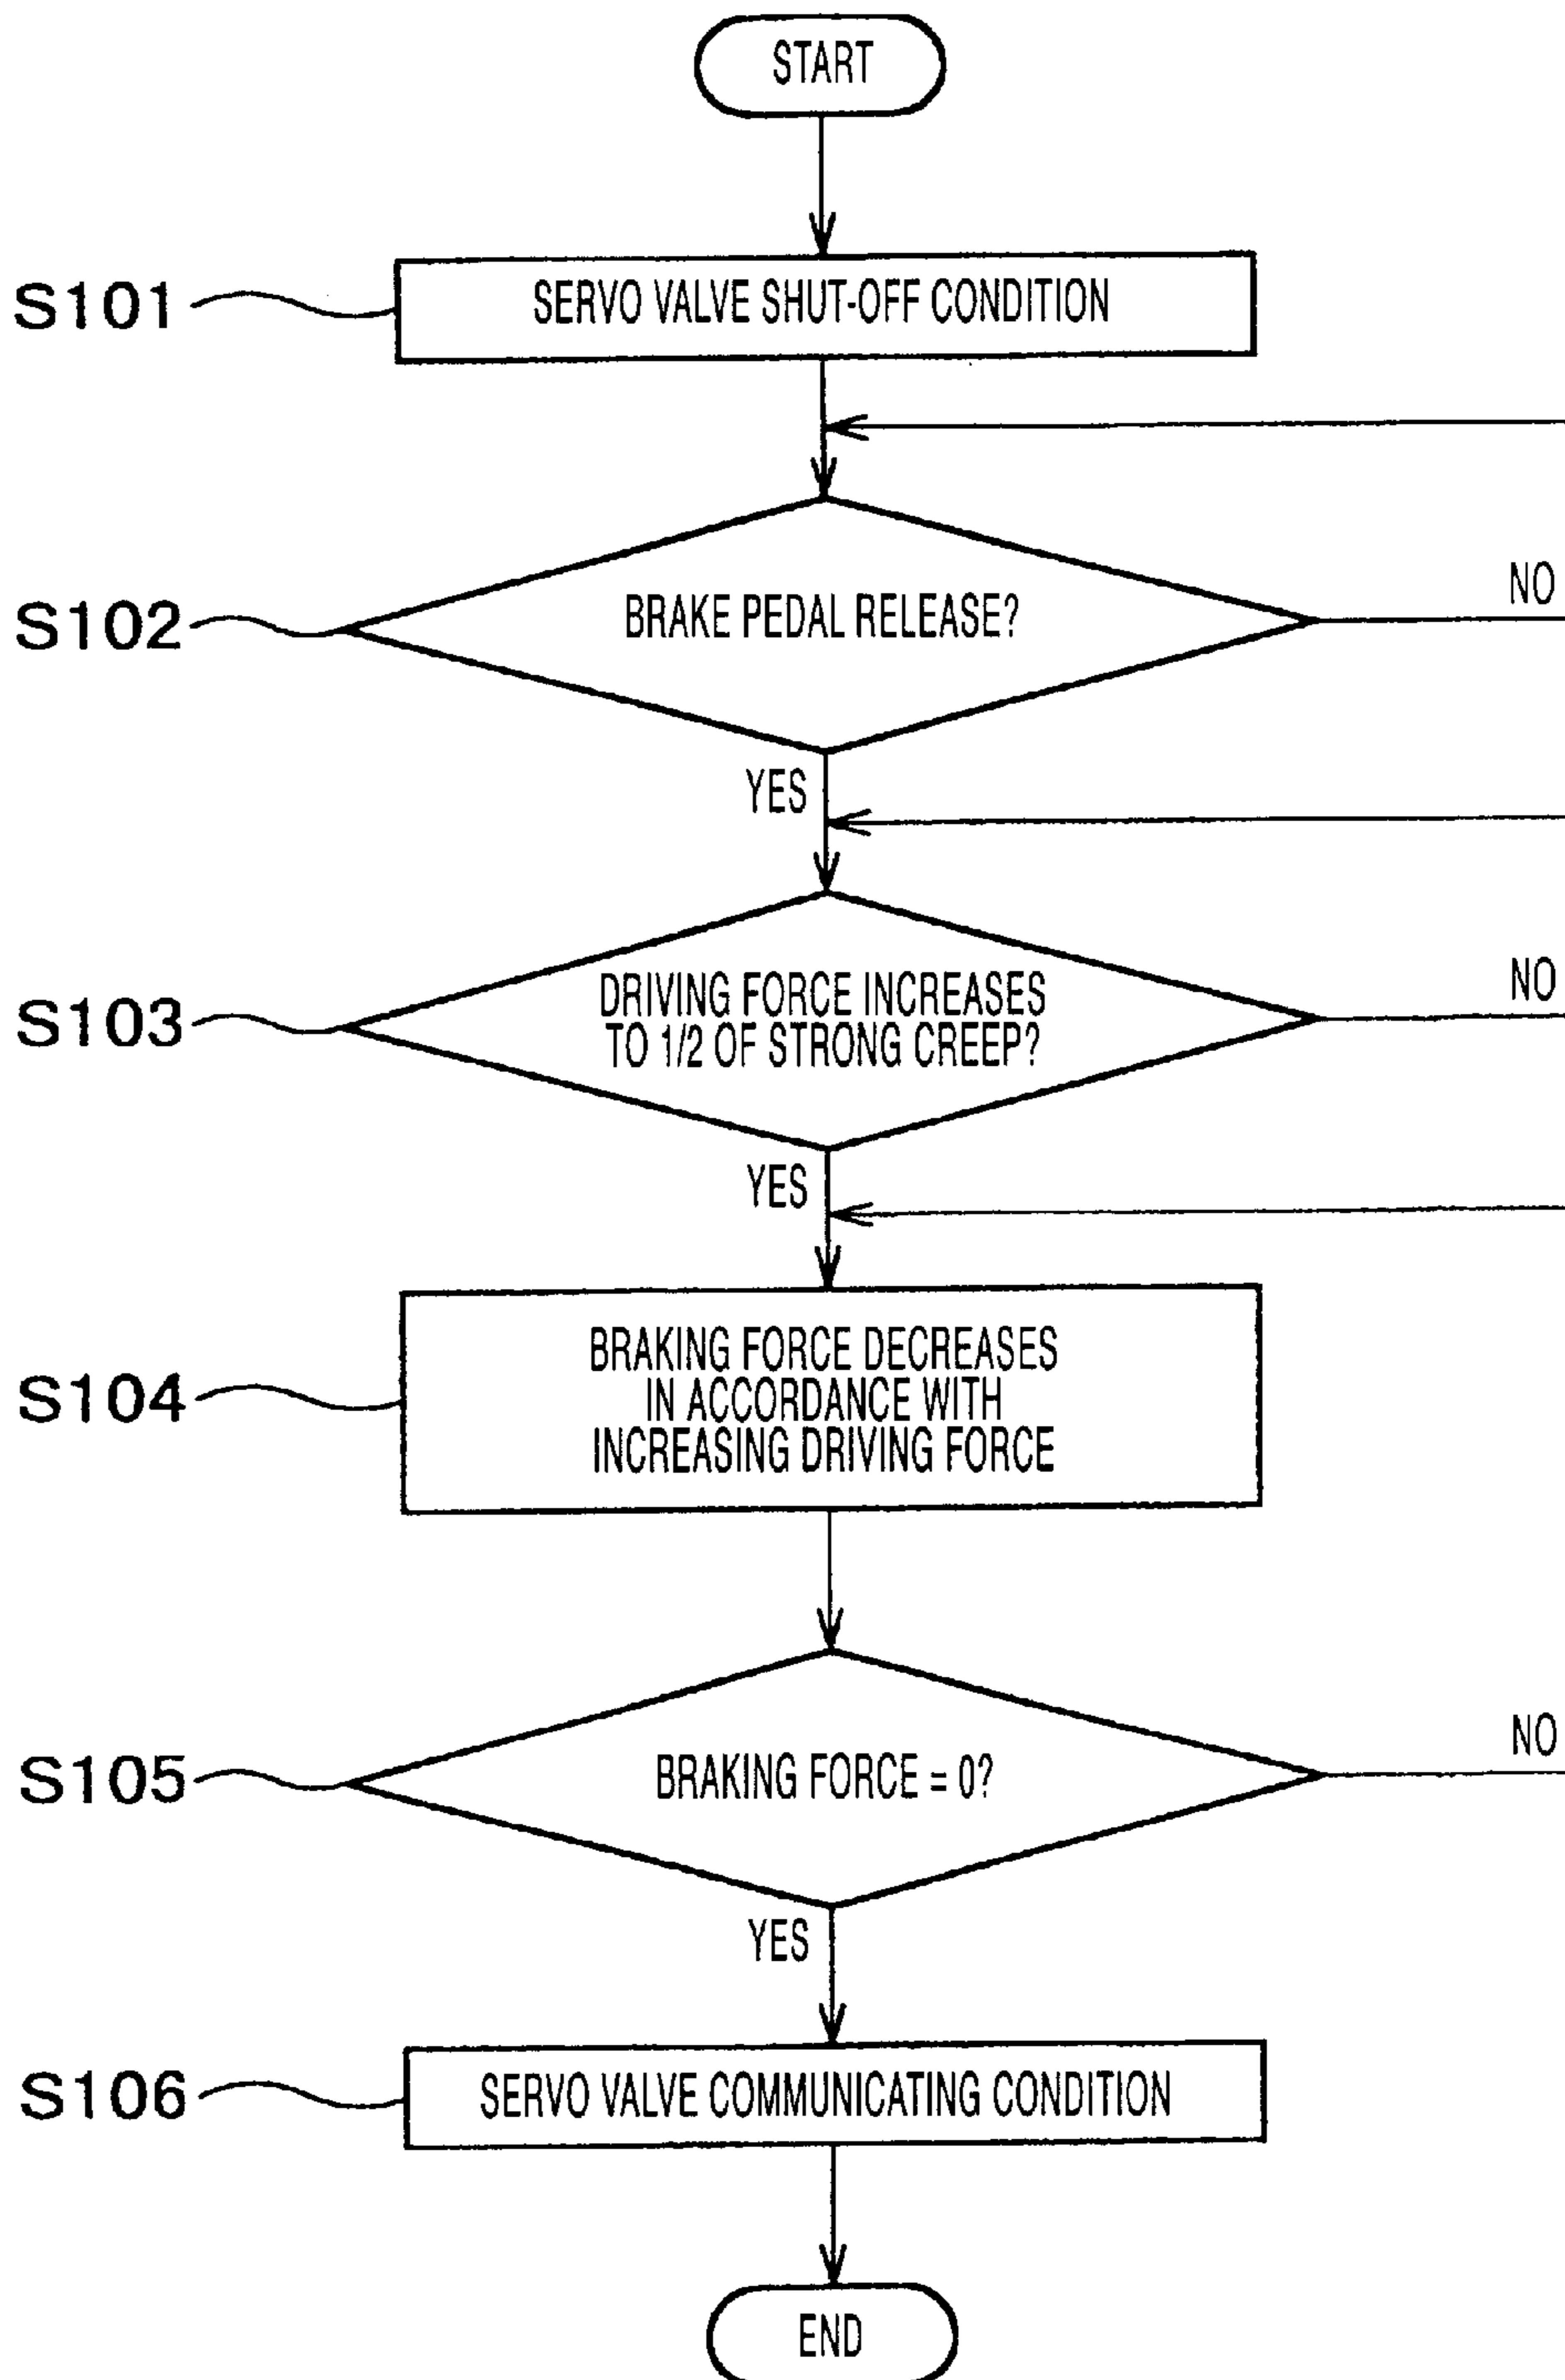 START
S101
SERVO VALVE SHUT-OFF CONDITION
S102
BRAKE PEDAL RELEASE?
NO
YES
S103
DRIVING FORCE INCREASES
TO 1/2 OF STRONG CREEP?
NO
YES
S104
BRAKING FORCE DECREASES
IN ACCORDANCE WITH
INCREASING DRIVING FORCE
S105
BRAKING FORCE = 0?
NO
YES
S106
SERVO VALVE COMMUNICATING CONDITION
END